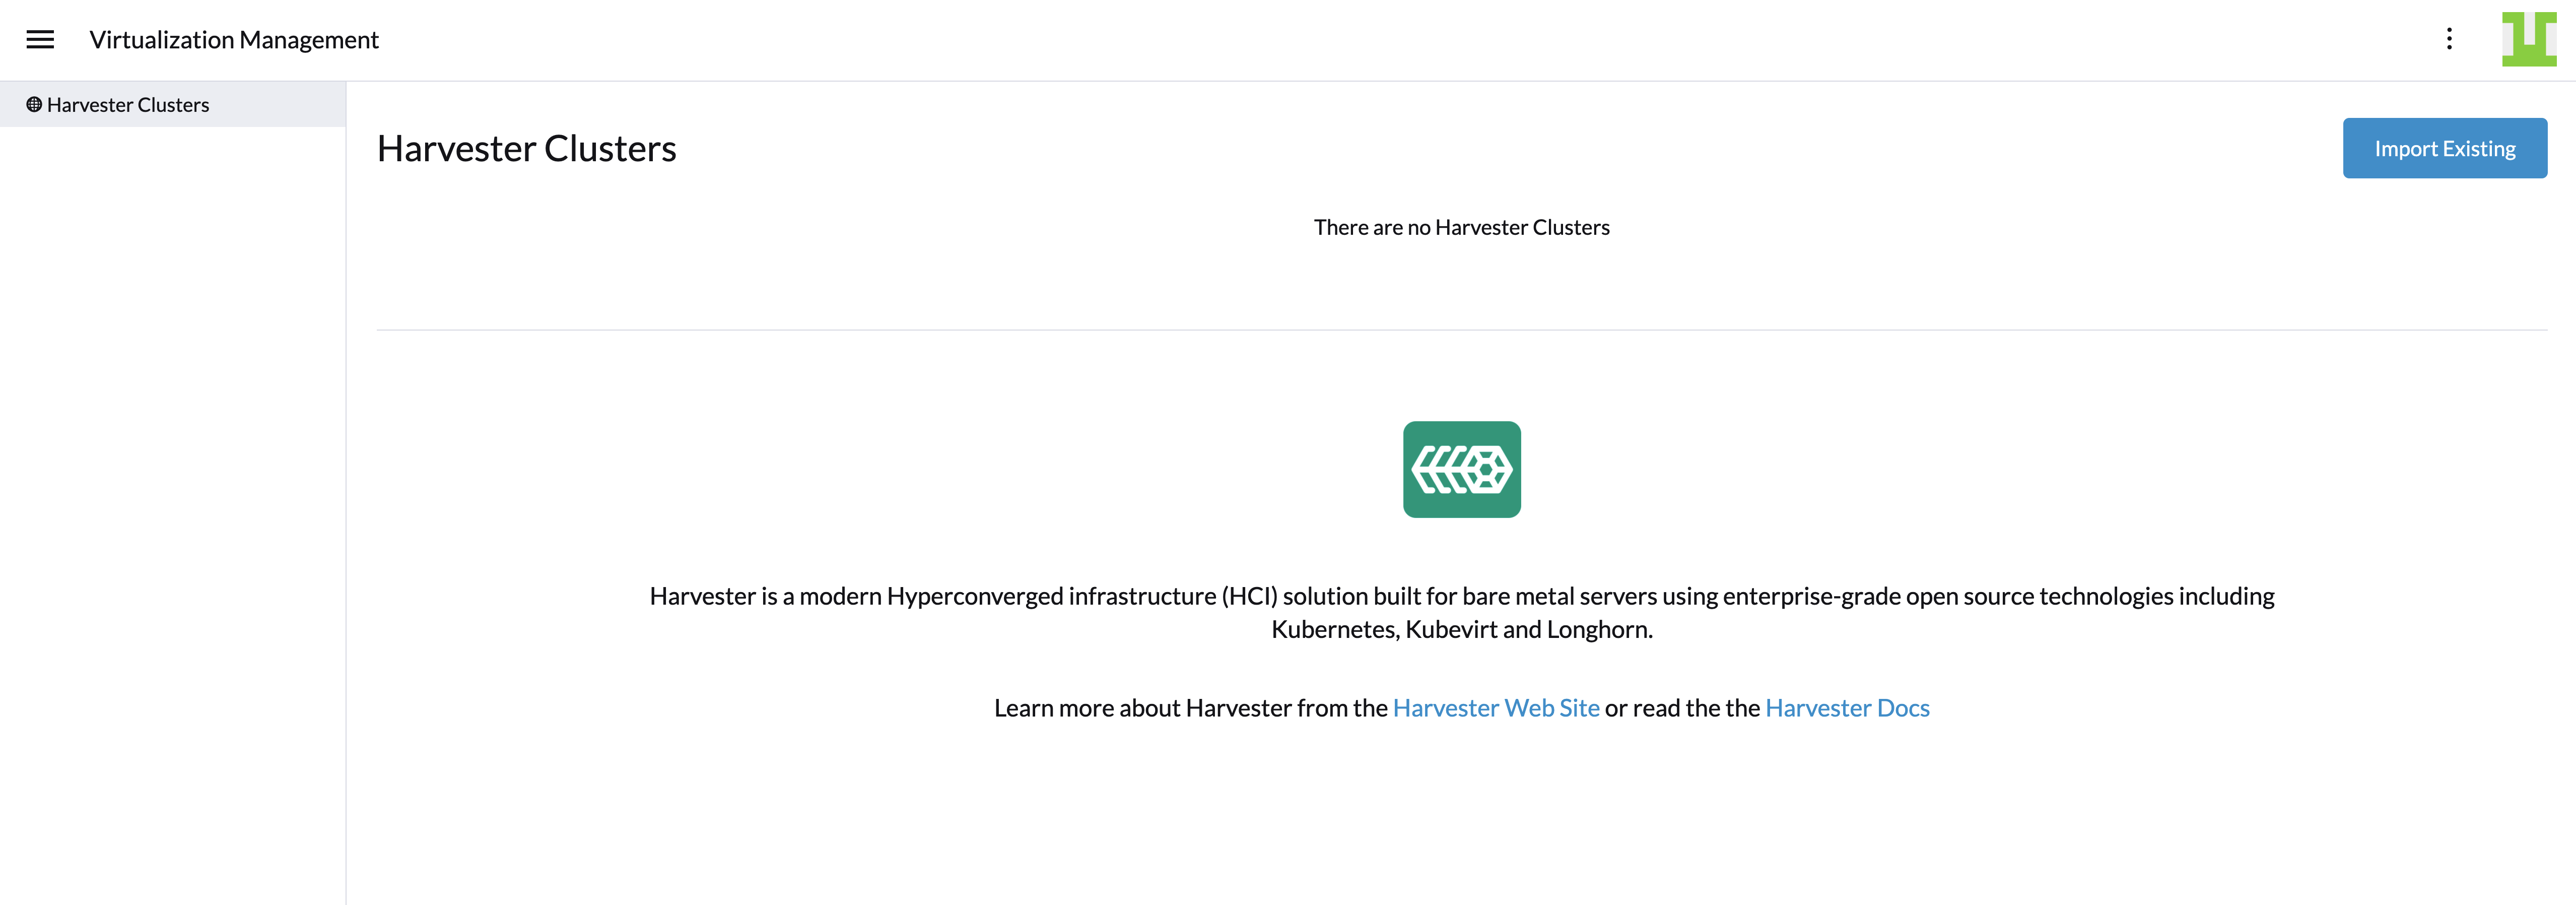 Virtualization Management
Harvester Clusters
Harvester Clusters
Import Existing
There are no Harvester Clusters
Harvester is a modern Hyperconverged infrastructure (HCI) solution built for bare metal servers using enterprise-grade open source technologies including
Kubernetes, Kubevirt and Longhorn.
Learn more about Harvester from the Harvester Web Site or read the the Harvester Docs